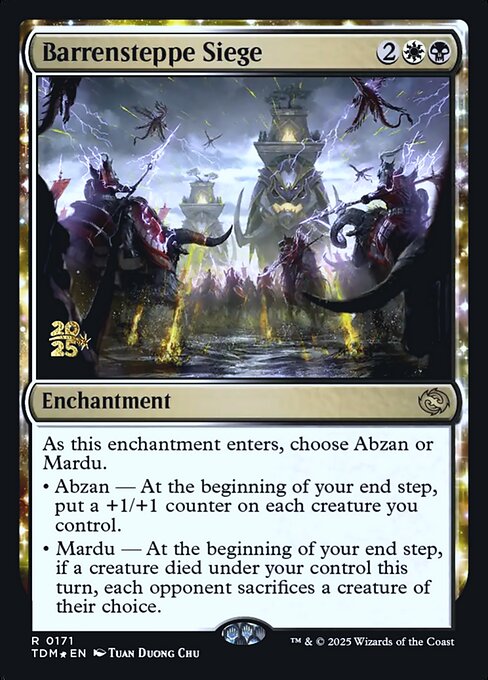 Barrensteppe Siege 2
20
25
Enchantment
As this enchantment enters, choose Abzan or
Mardu.
• Abzan — At the beginning of your end step,
put a +1/+1 counter on each creature you
control.
• Mardu — At the beginning of your end step,
if a creature died under your control this
turn, each opponent sacrifices a creature of
their choice.
R 0171
TDM★EN Tuan Duong Chu
™ & © 2025 Wizards of the Coast